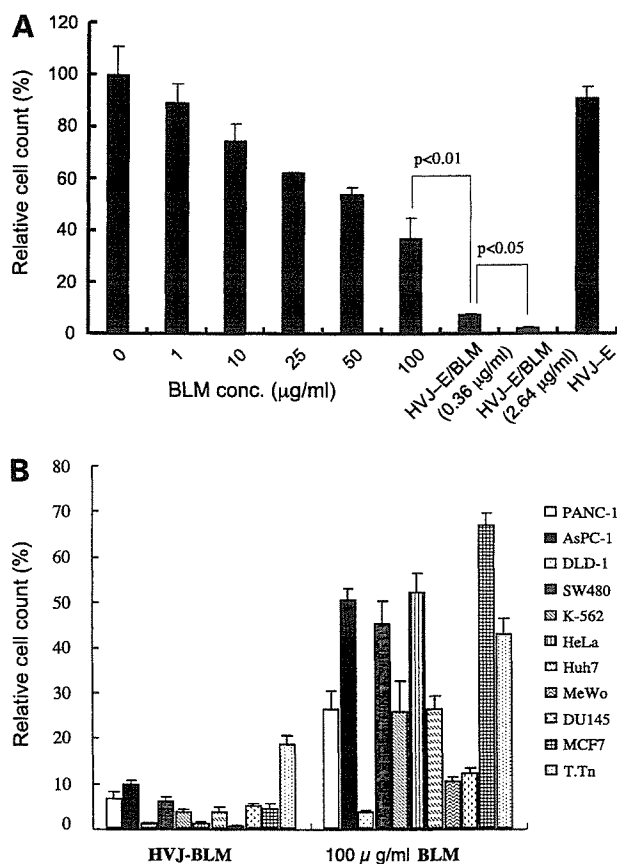 A
Relative cell count (%)
120
100
80
60
40
20
0
p<0.01
p<0.05
0
1
10
25
50
100
HVJ–E/BLM
(0.36 µg/ml)
HVJ–E/BLM
(2.64 µg/ml)
HVJ–E
BLM conc. (µg/ml)
B
Relative cell count (%)
80
70
60
50
40
30
20
10
0
PANC-1
AsPC-1
DLD-1
SW480
K-562
HeLa
Huh7
MeWo
DU145
MCF7
T.Tn
HVJ-BLM
100 µ g/ml BLM